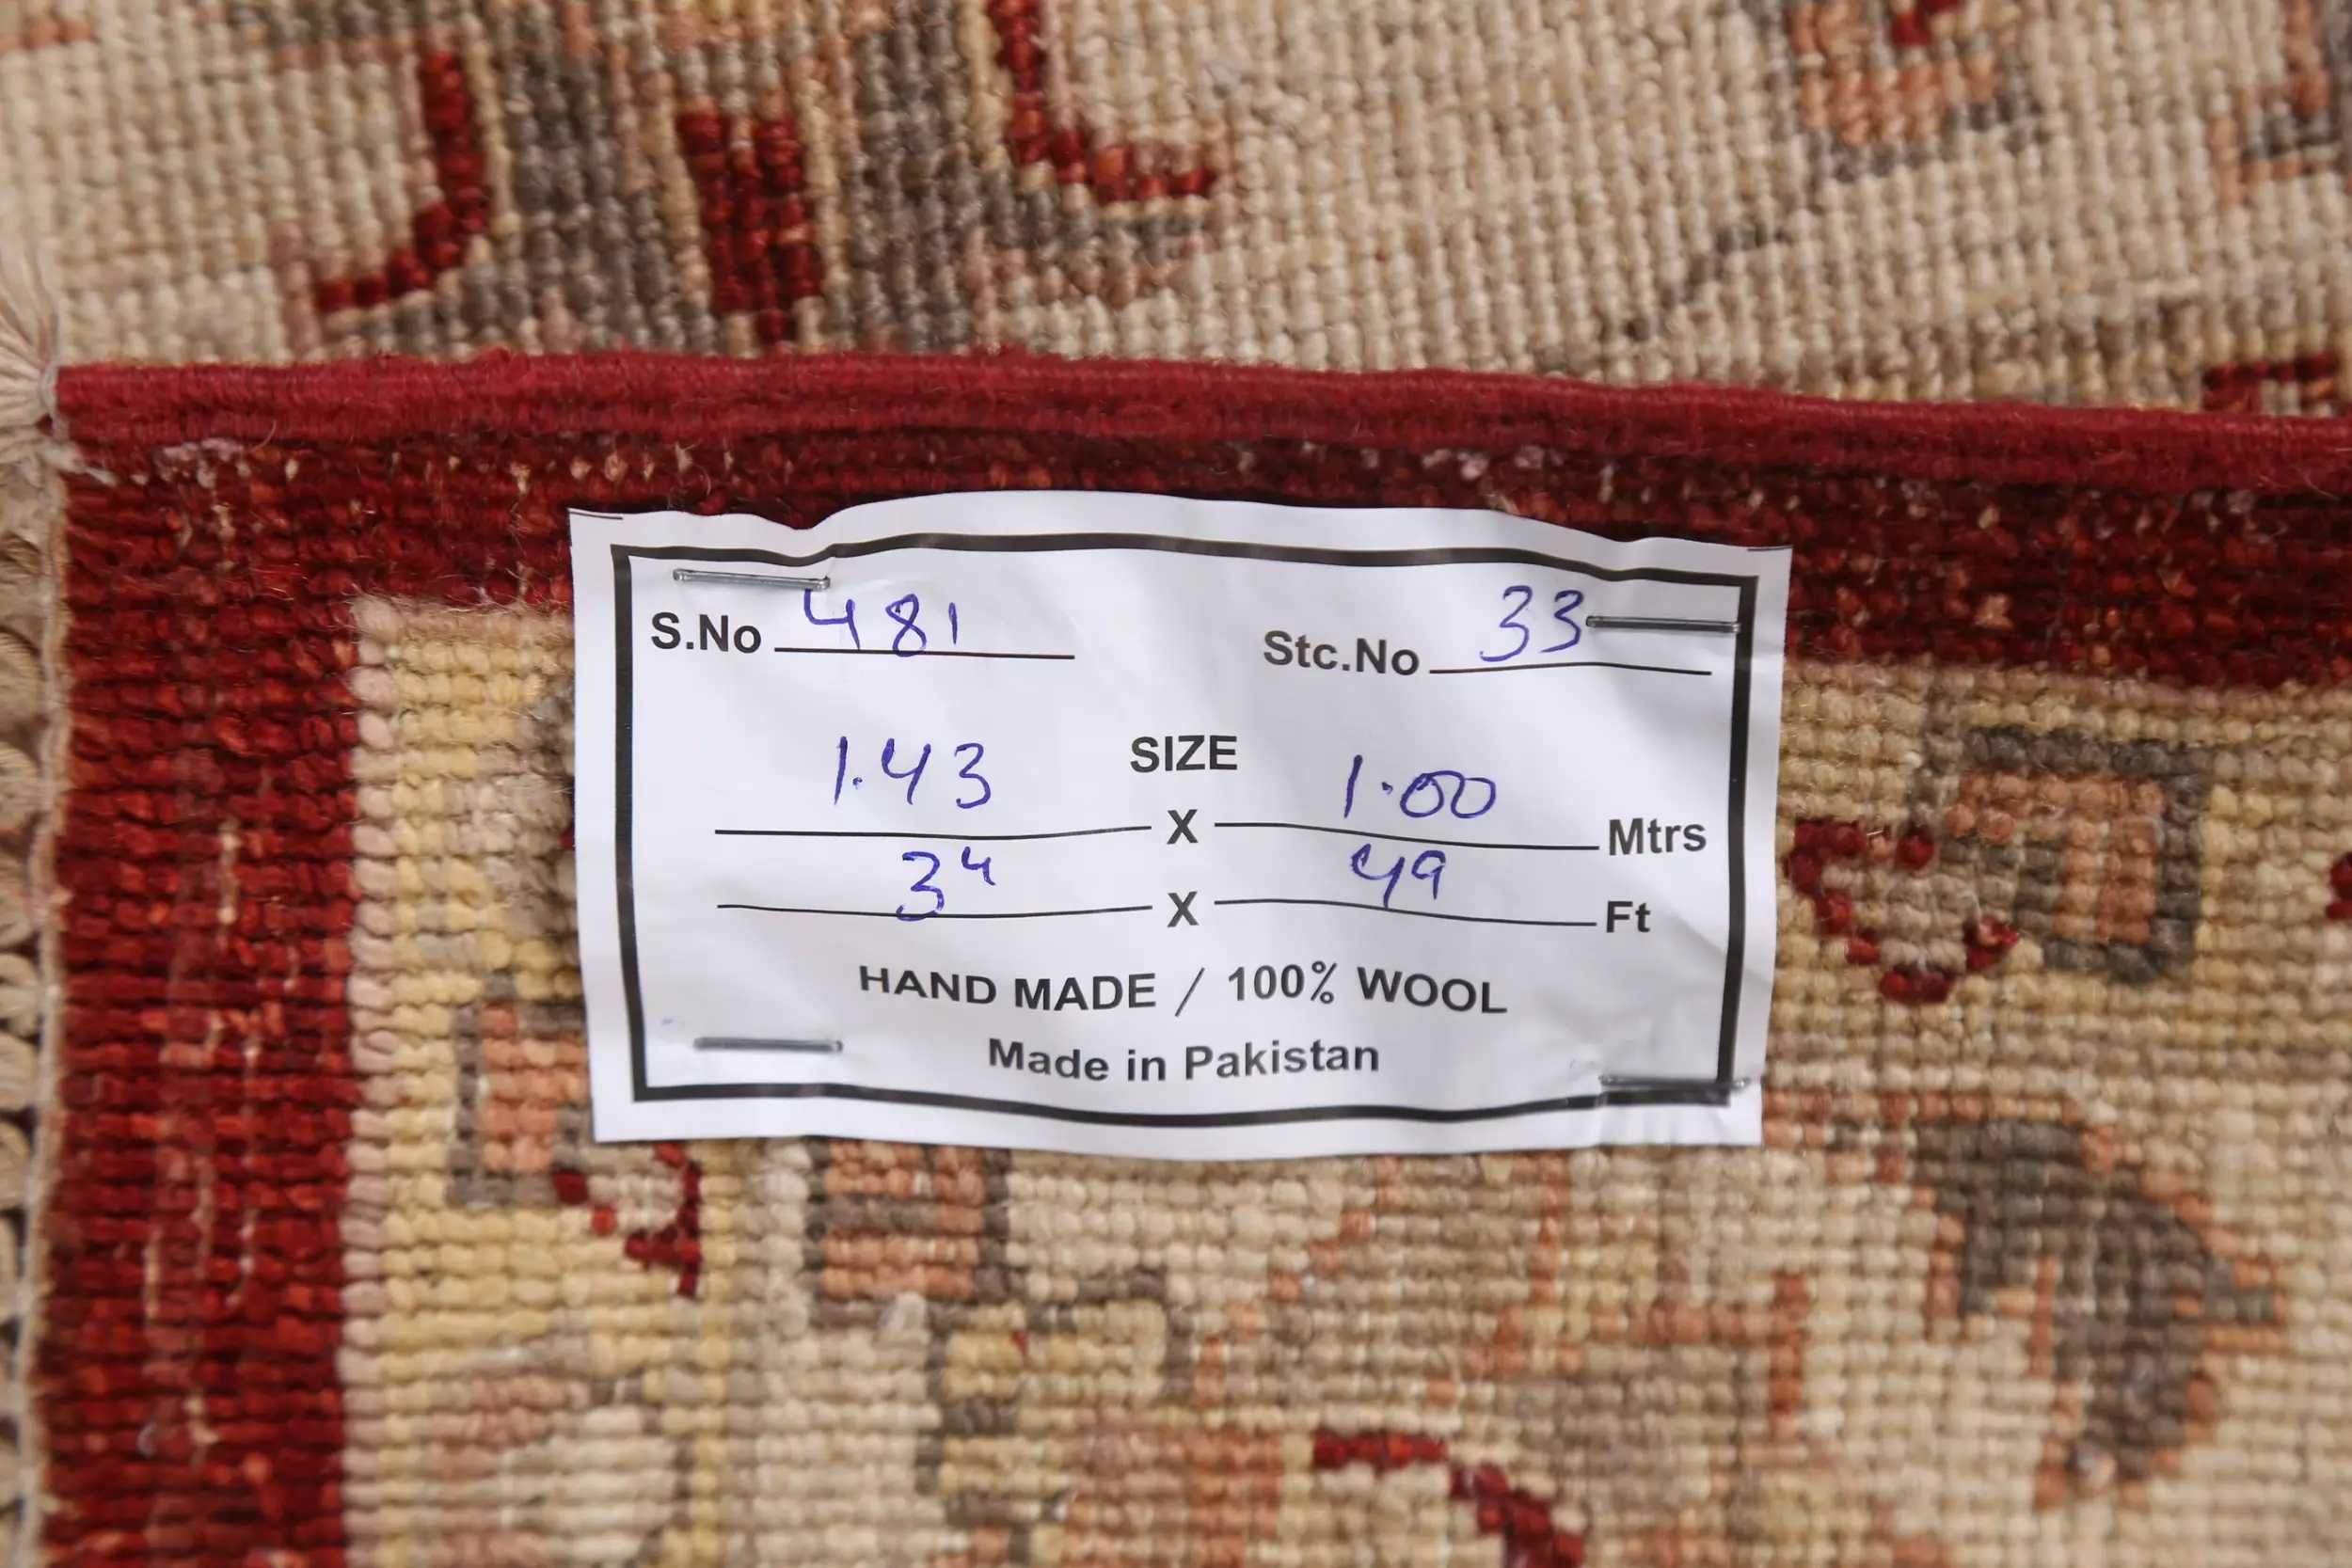 S.No 481 Stc.No 33
SIZE
1.43 X 1.00 Mtrs
3⁴ X 49 Ft
HAND MADE / 100% WOOL
Made in Pakistan